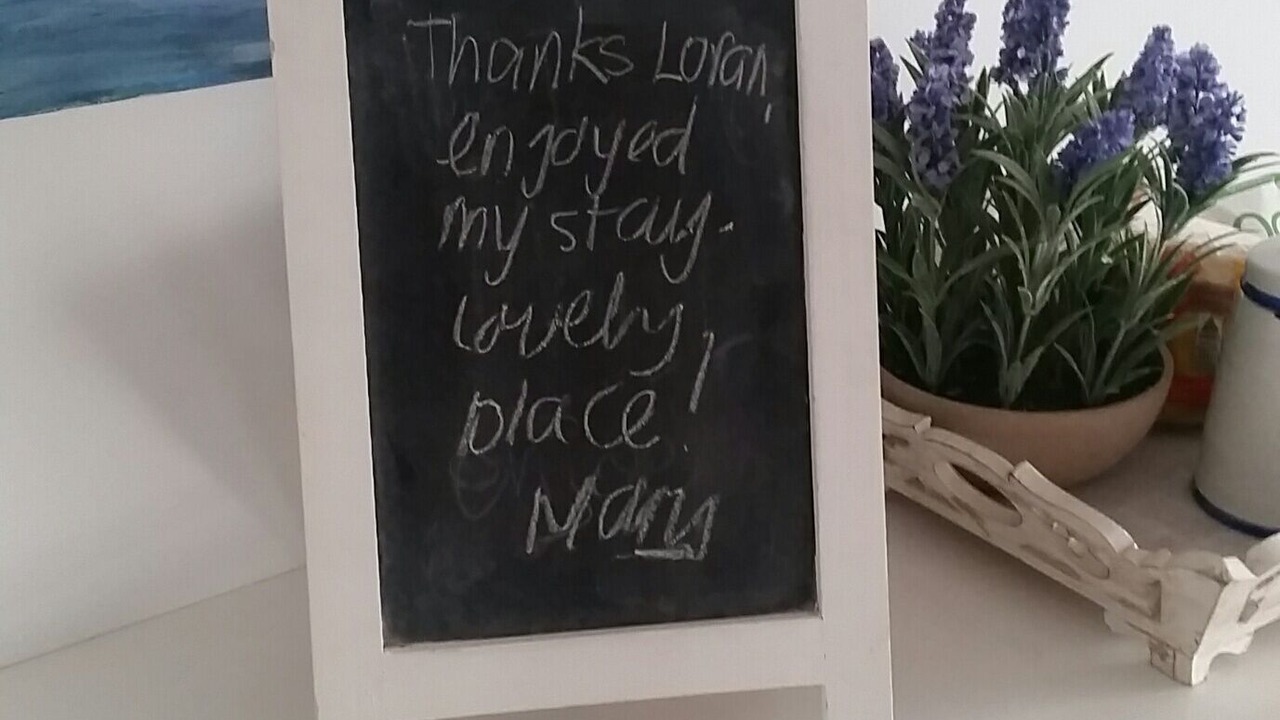 Thanks Loran,
enjoyed
my stay.
Lovely
place!
Mary